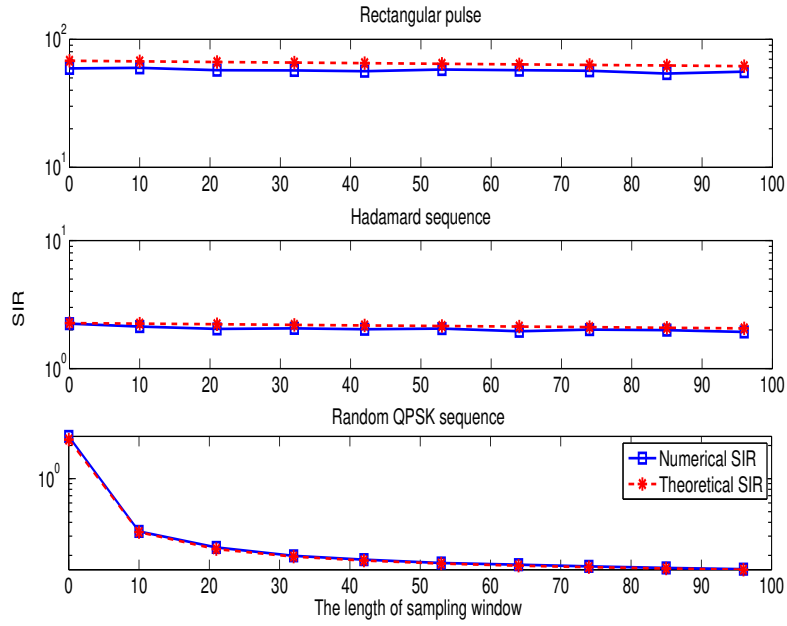 Rectangular pulse
10^2
10^1
0 10 20 30 40 50 60 70 80 90 100
Hadamard sequence
10^1
SIR
10^0
0 10 20 30 40 50 60 70 80 90 100
Random QPSK sequence
10^0
Numerical SIR
Theoretical SIR
0 10 20 30 40 50 60 70 80 90 100
The length of sampling window